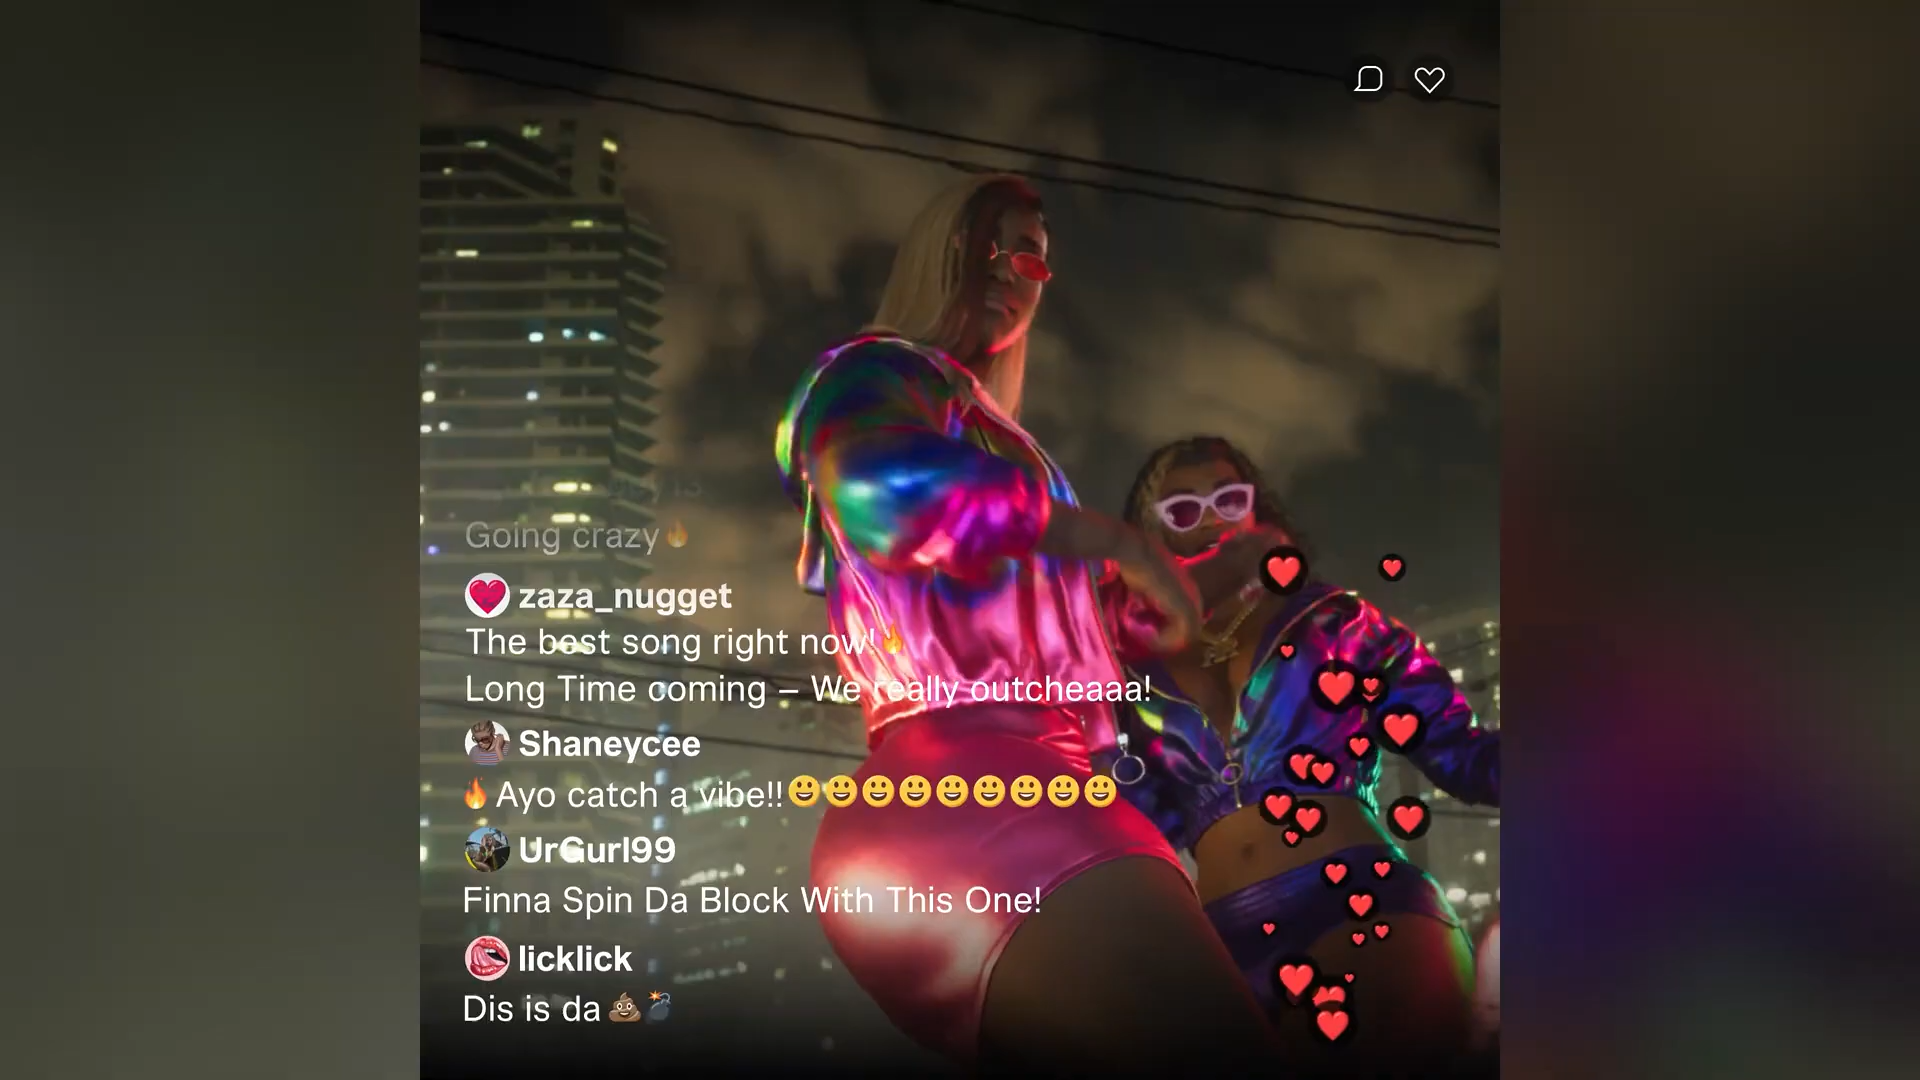 Going crazy🔥
zaza_nugget
The best song right now!🔥
Long Time coming – We really outcheaaa!
Shaneycee
🔥Ayo catch a vibe!!😀😀😀😀😀😀😀😀😀
UrGurl99
Finna Spin Da Block With This One!
licklick
Dis is da💩💣